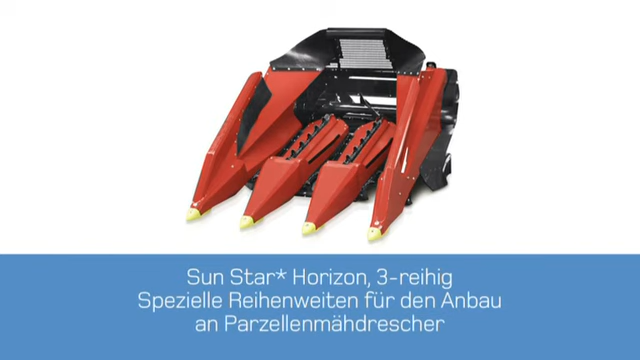 Sun Star* Horizon, 3-reihig
Spezielle Reihenweiten für den Anbau
an Parzellenmähdrescher